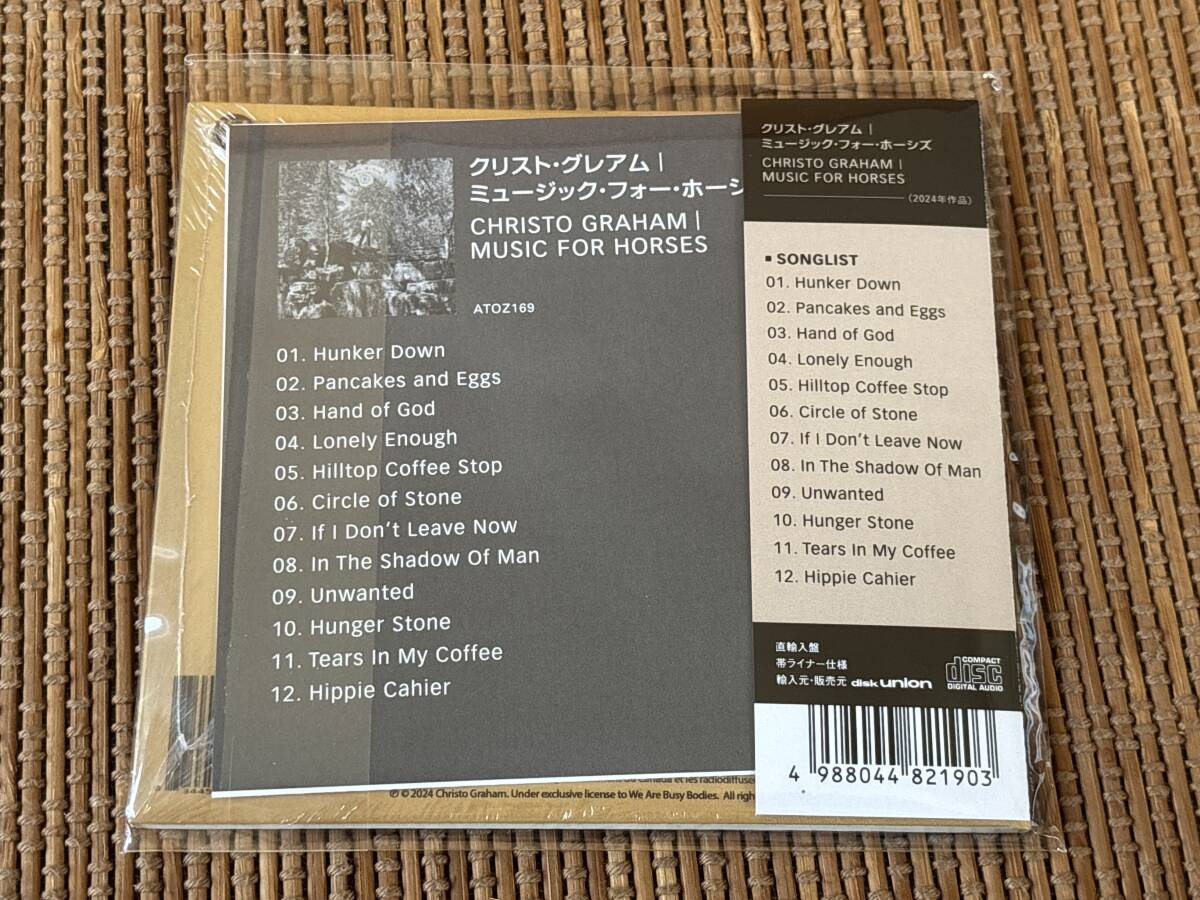 クリスト・グレアム |
ミュージック・フォー・ホーシ
CHRISTO GRAHAM |
MUSIC FOR HORSES
ATOZ169
01. Hunker Down
02. Pancakes and Eggs
03. Hand of God
04. Lonely Enough
05. Hilltop Coffee Stop
06. Circle of Stone
07. If I Don't Leave Now
08. In The Shadow Of Man
09. Unwanted
10. Hunger Stone
11. Tears In My Coffee
12. Hippie Cahier
du Canada et les radiodiffuse
℗ © 2024 Christo Graham. Under exclusive license to We Are Busy Bodies. All righ
クリスト・グレアム |
ミュージック・フォー・ホーシズ
CHRISTO GRAHAM |
MUSIC FOR HORSES
(2024年作品)
▪ SONGLIST
01. Hunker Down
02. Pancakes and Eggs
03. Hand of God
04. Lonely Enough
05. Hilltop Coffee Stop
06. Circle of Stone
07. If I Don't Leave Now
08. In The Shadow Of Man
09. Unwanted
10. Hunger Stone
11. Tears In My Coffee
12. Hippie Cahier
直輸入盤
帯ライナー仕様
輸入元・販売元 disk union
COMPACT
disc
DIGITAL AUDIO
4 988044 821903